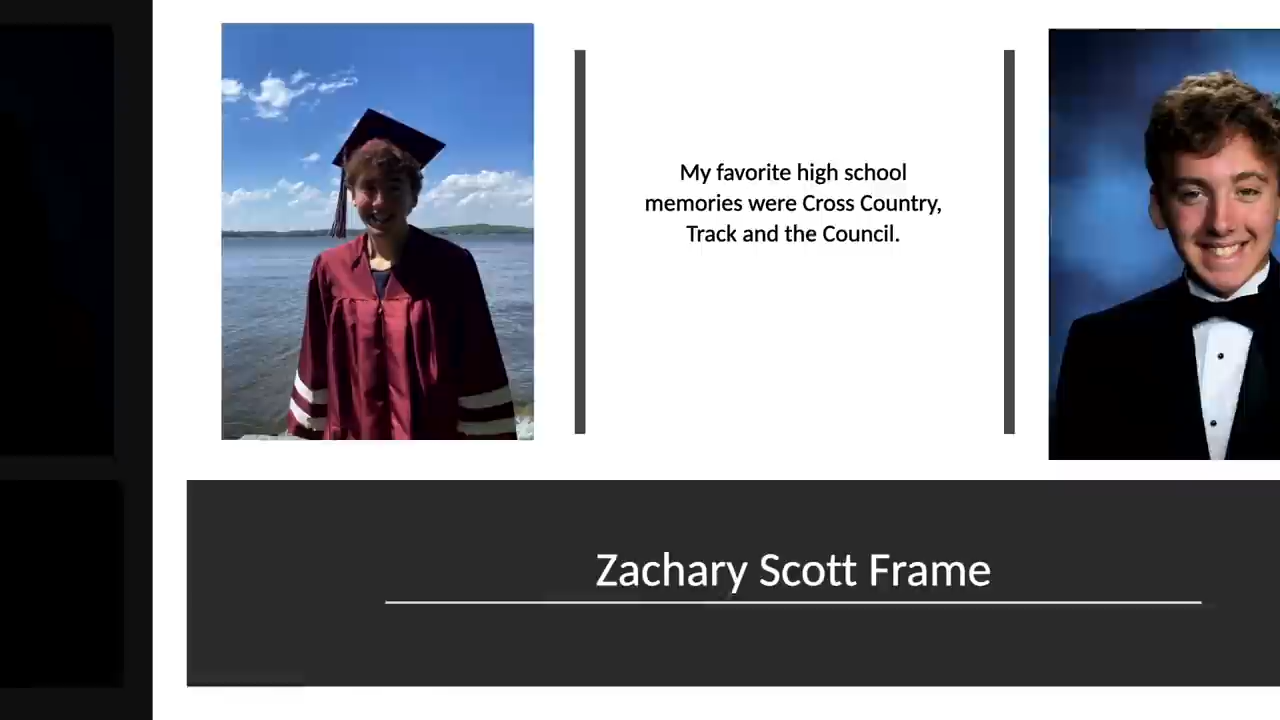 My favorite high school
memories were Cross Country,
Track and the Council.
Zachary Scott Frame